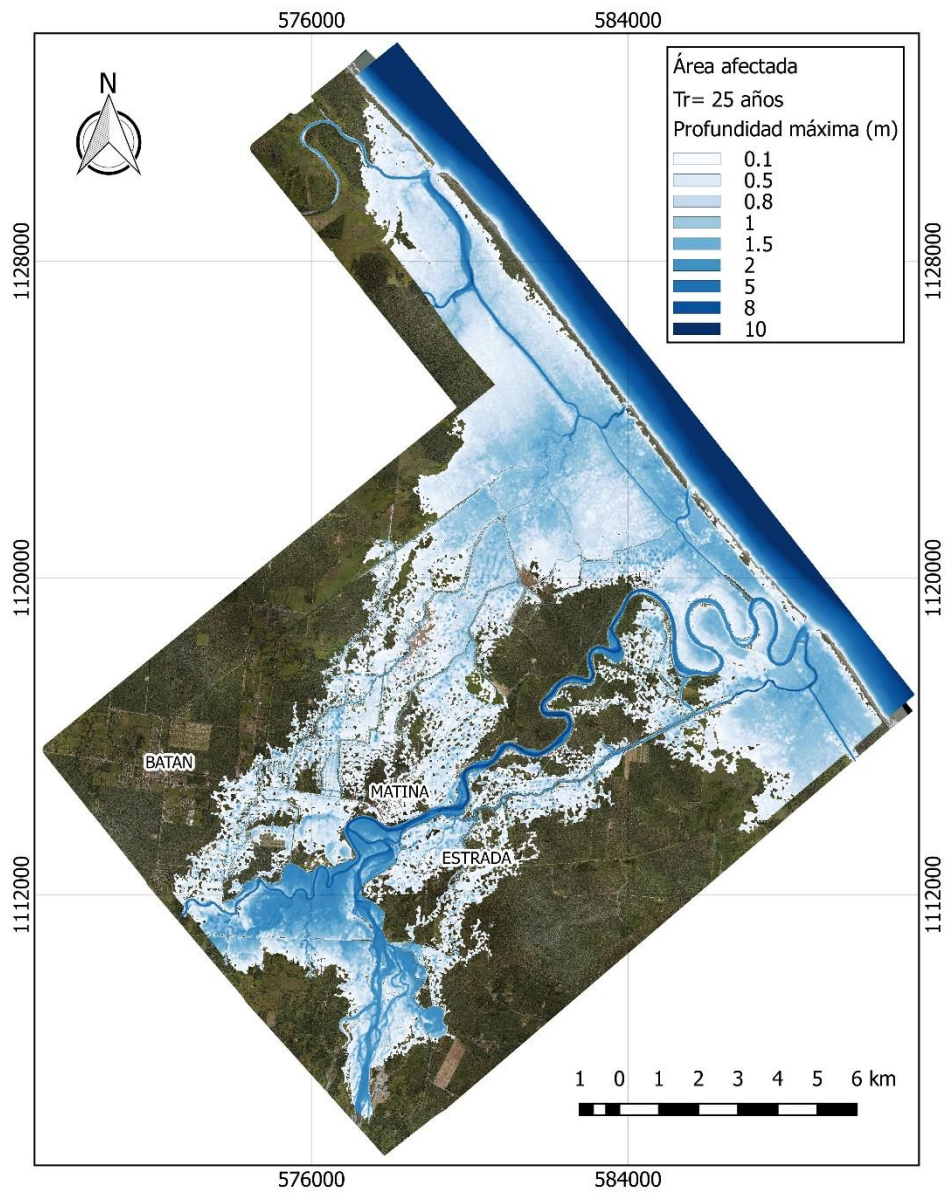 576000 584000
N
Área afectada
Tr= 25 años
Profundidad máxima (m)
0.1
0.5
0.8
1
1.5
2
5
8
10
1128000 1128000
1120000 1120000
BATAN
MATINA
ESTRADA
1112000 1112000
1 0 1 2 3 4 5 6 km
576000 584000